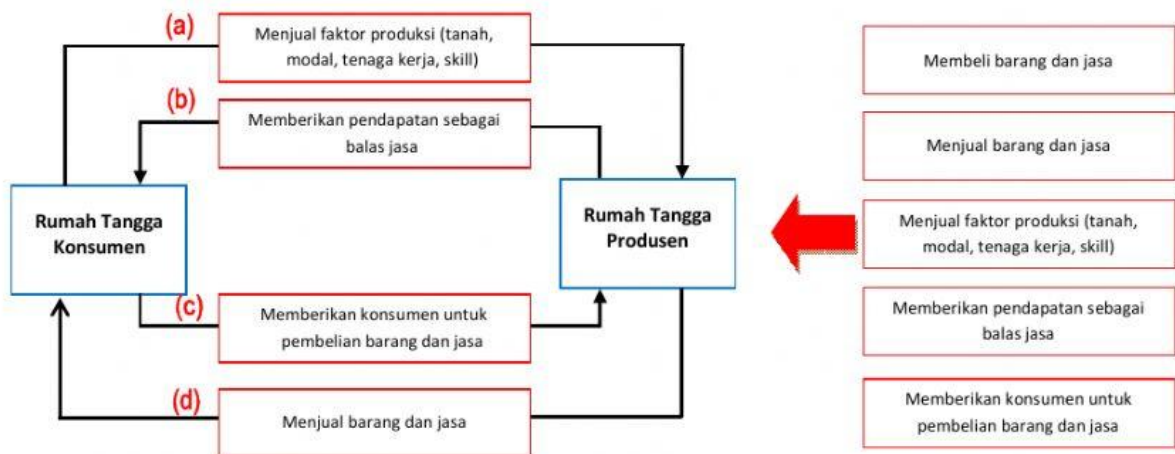 (a)
Menjual faktor produksi (tanah,
modal, tenaga kerja, skill)
(b)
Memberikan pendapatan sebagai
balas jasa
Rumah Tangga
Konsumen
Rumah Tangga
Produsen
(c)
Memberikan konsumen untuk
pembelian barang dan jasa
(d)
Menjual barang dan jasa
Membeli barang dan jasa
Menjual barang dan jasa
Menjual faktor produksi (tanah,
modal, tenaga kerja, skill)
Memberikan pendapatan sebagai
balas jasa
Memberikan konsumen untuk
pembelian barang dan jasa